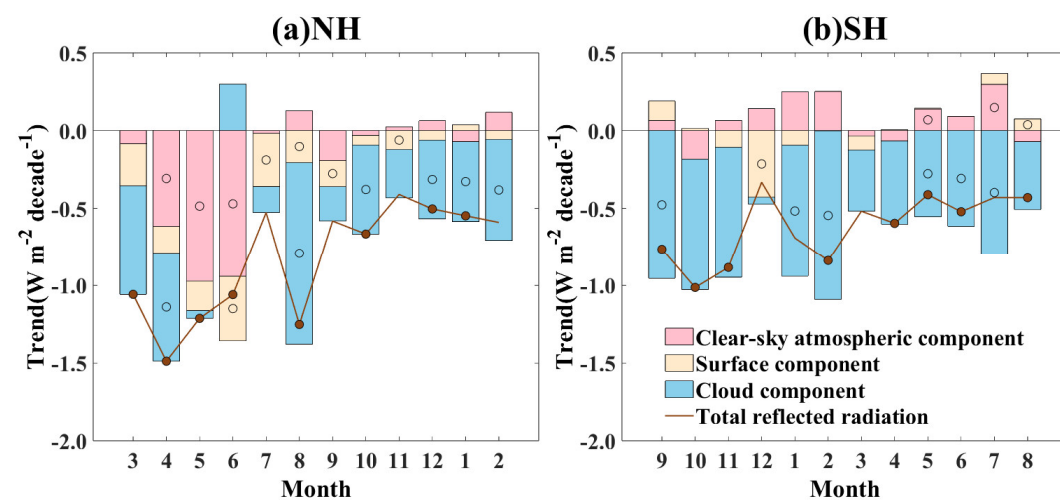 (a)NH
Trend(W m-2 decade-1)
0.5
0.0
-0.5
-1.0
-1.5
-2.0
3 4 5 6 7 8 9 10 11 12 1 2
Month
(b)SH
Trend(W m-2 decade-1)
0.5
0.0
-0.5
-1.0
-1.5
-2.0
Clear-sky atmospheric component
Surface component
Cloud component
Total reflected radiation
9 10 11 12 1 2 3 4 5 6 7 8
Month